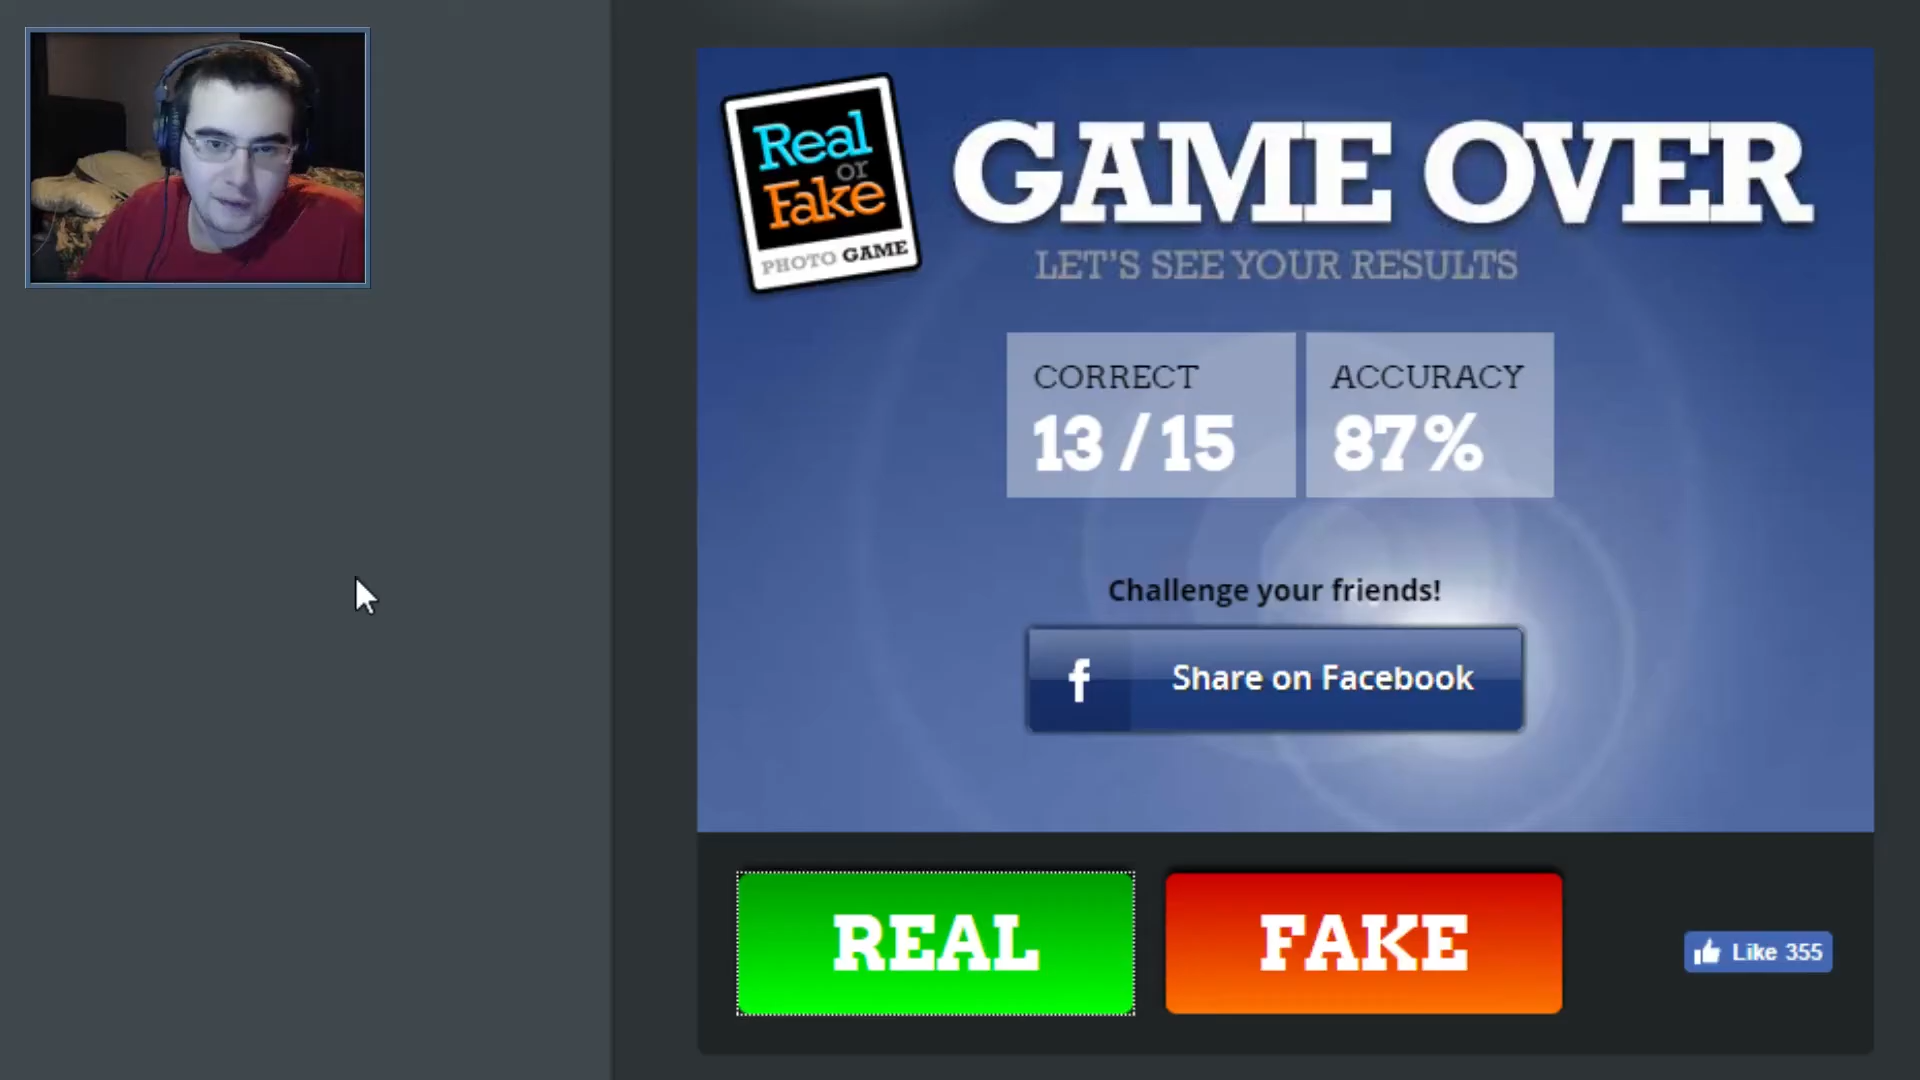 Real
or
Fake
PHOTO GAME
GAME OVER
LET'S SEE YOUR RESULTS
CORRECT
13 / 15
ACCURACY
87%
Challenge your friends!
f Share on Facebook
REAL
FAKE
Like 355